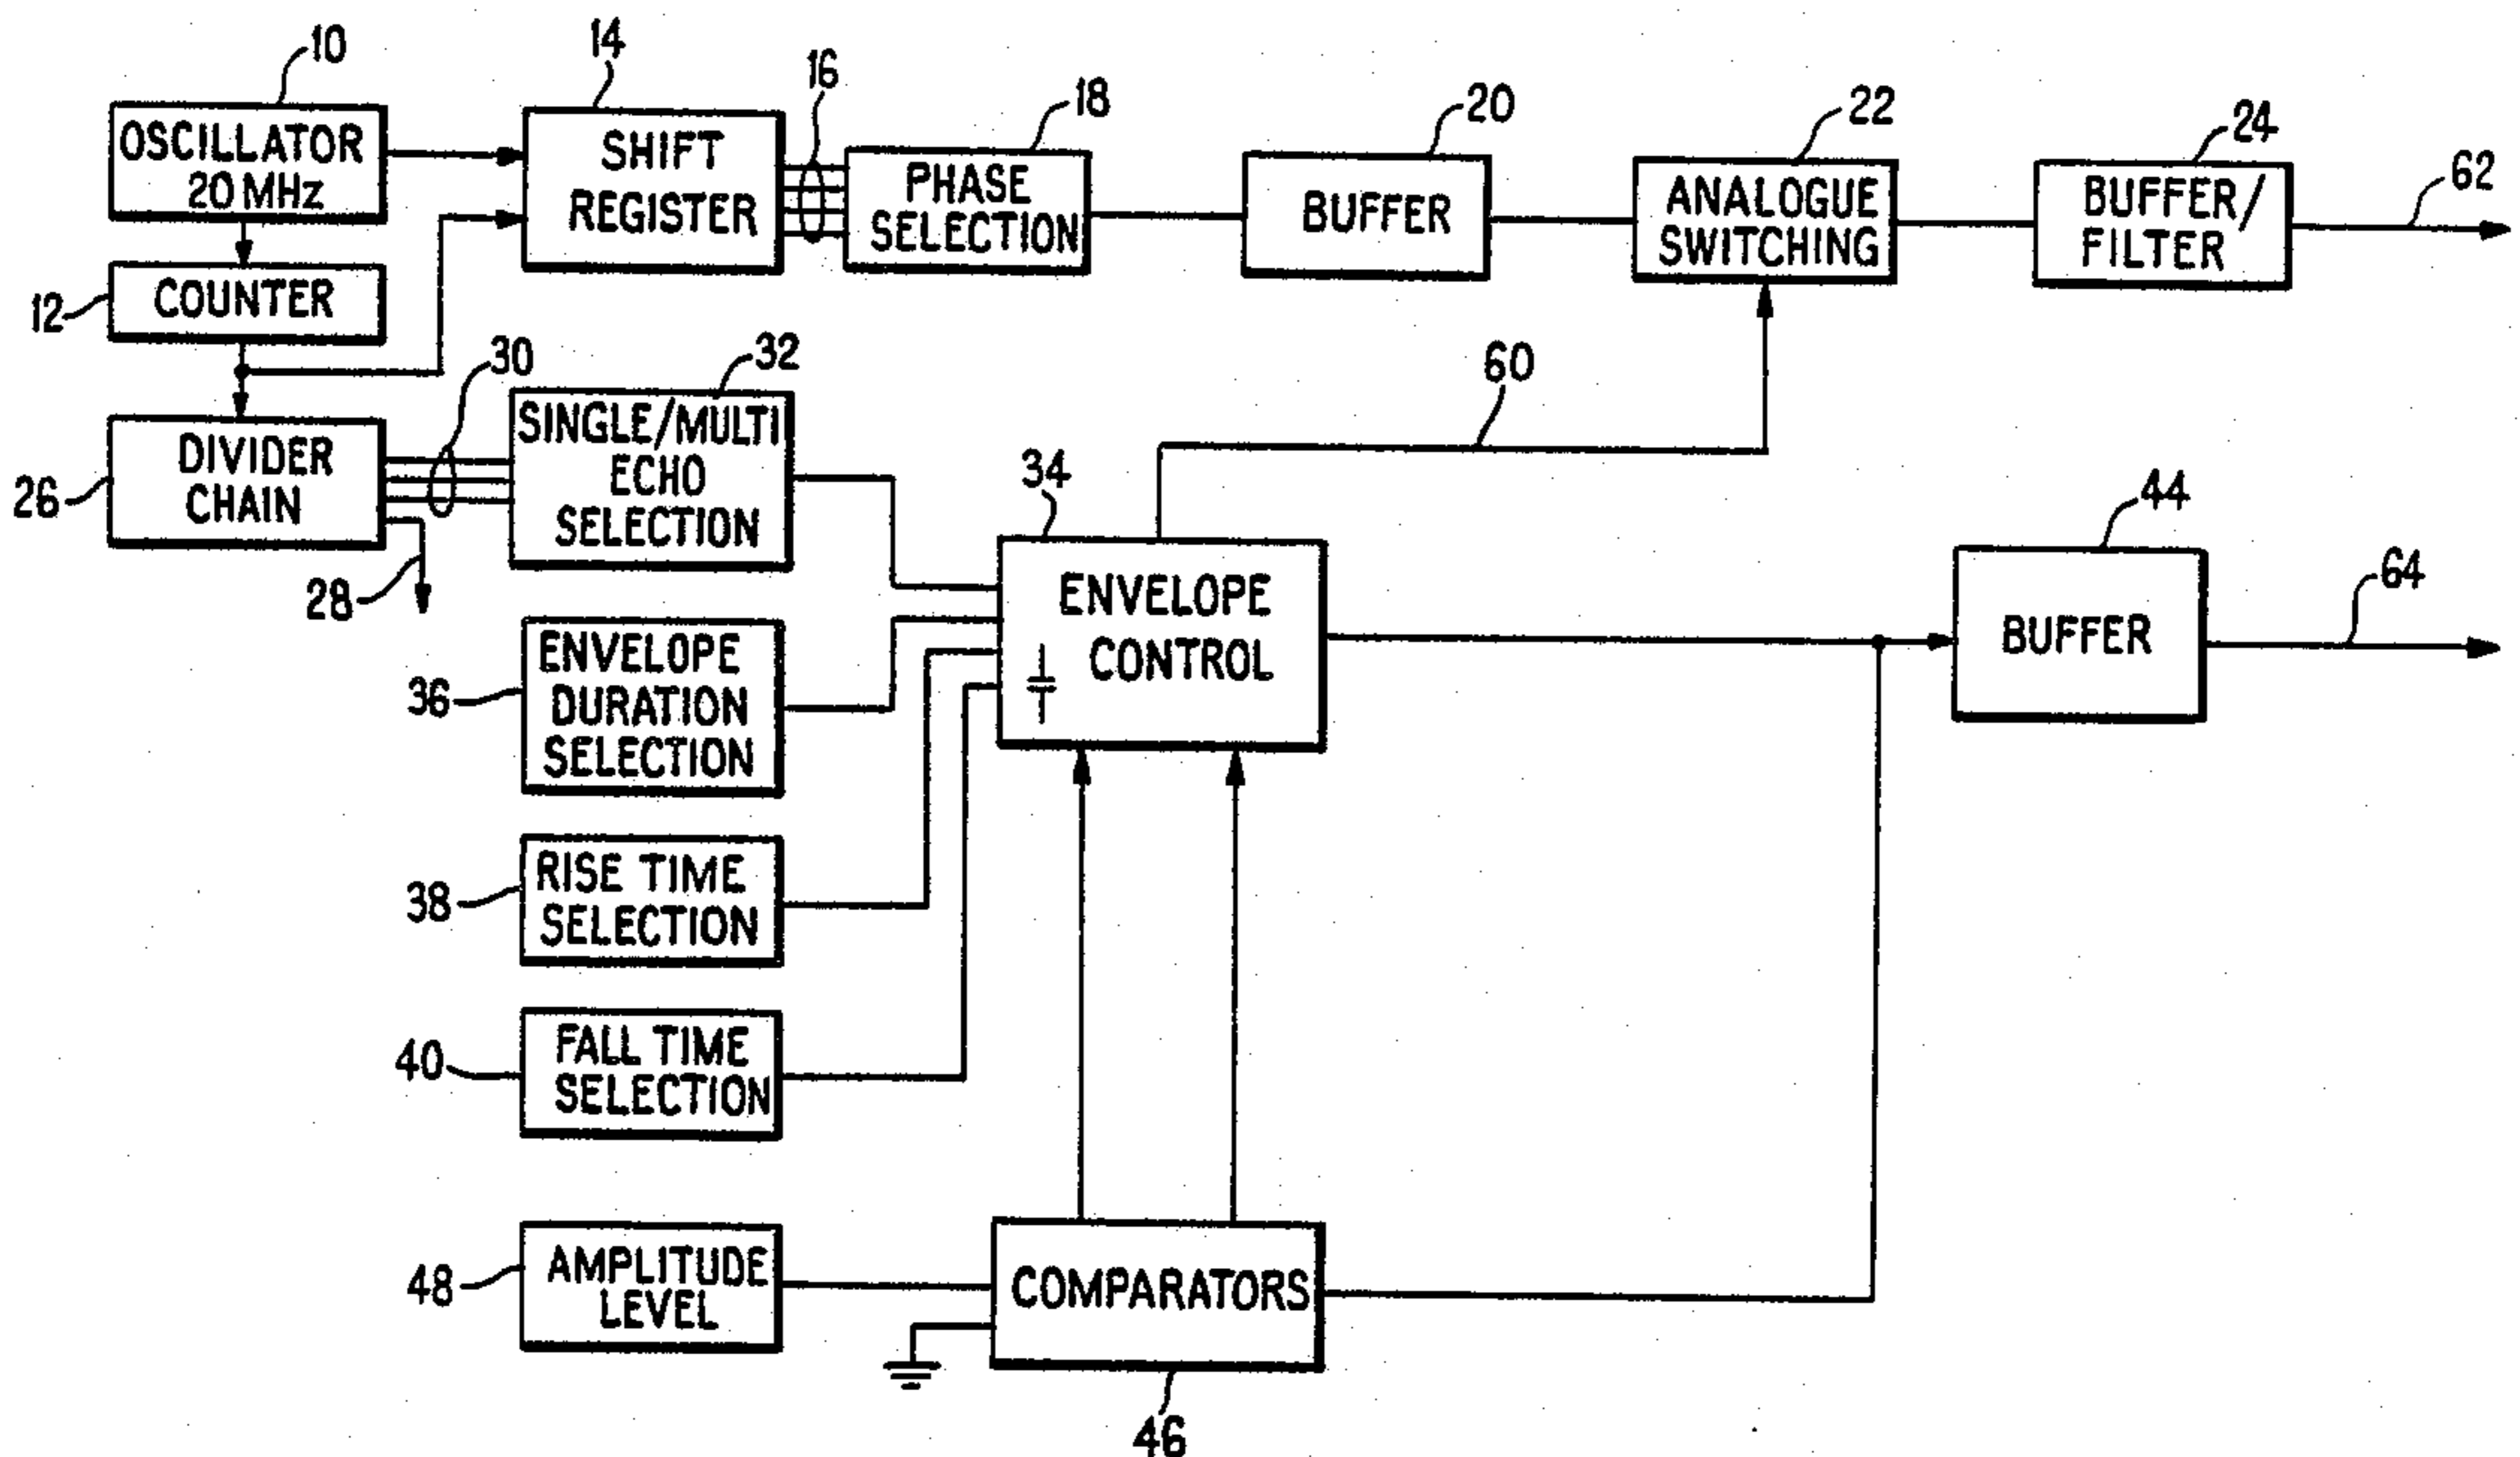 10
14
16
18
20
22
24
62
OSCILLATOR
20 MHz
SHIFT
REGISTER
PHASE
SELECTION
BUFFER
ANALOGUE
SWITCHING
BUFFER/
FILTER
12
COUNTER
30
32
60
26
DIVIDER
CHAIN
28
SINGLE/MULTI
ECHO
SELECTION
34
44
64
ENVELOPE
CONTROL
BUFFER
36
ENVELOPE
DURATION
SELECTION
38
RISE TIME
SELECTION
40
FALL TIME
SELECTION
48
AMPLITUDE
LEVEL
COMPARATORS
46